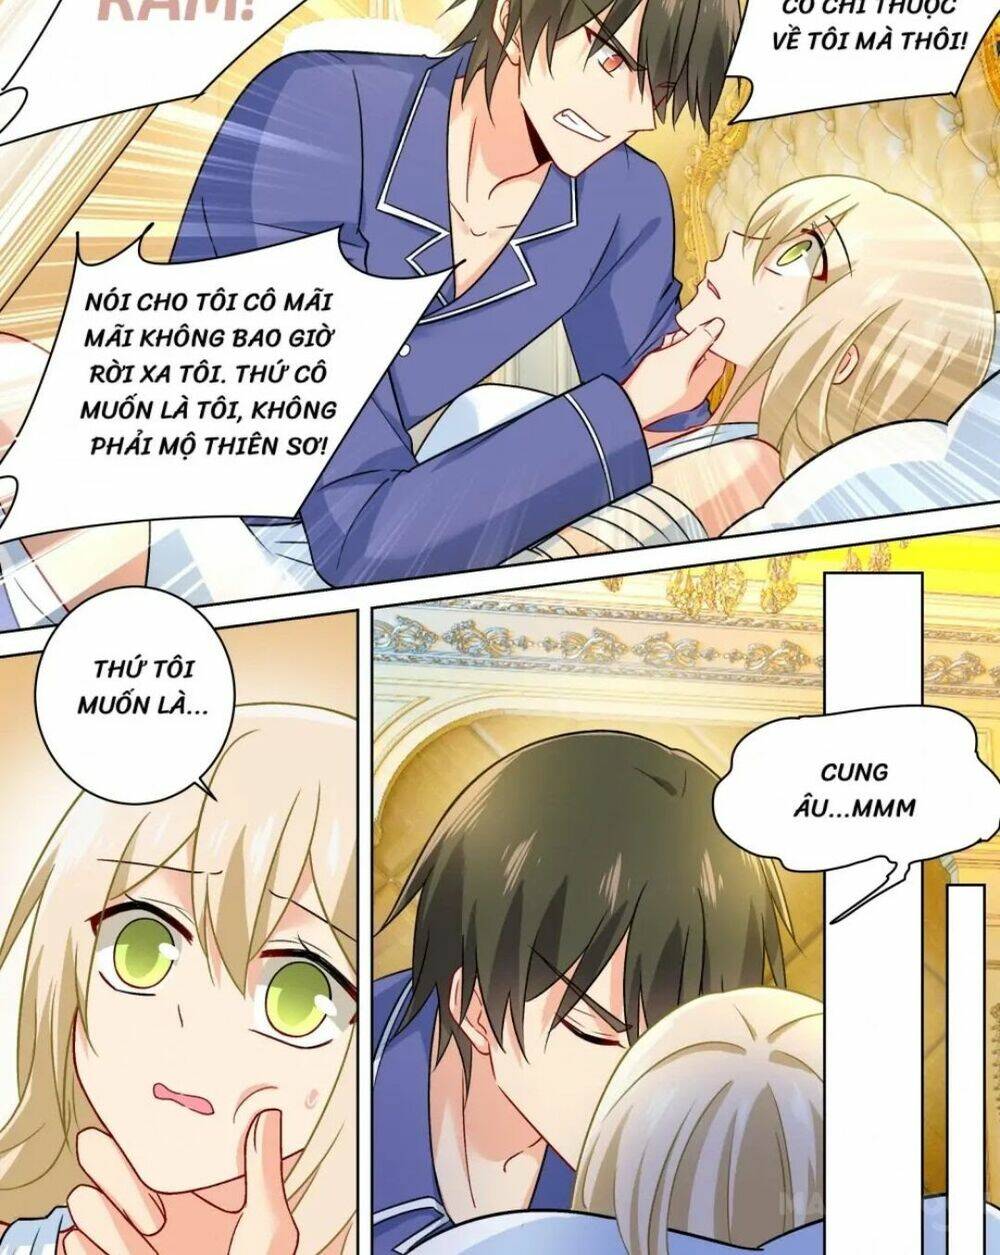 RẦM!
CÔ CHỈ THUỘC
VỀ TÔI MÀ THÔI!
NÓI CHO TÔI CÔ MÃI
MÃI KHÔNG BAO GIỜ
RỜI XA TÔI. THỨ CÔ
MUỐN LÀ TÔI, KHÔNG
PHẢI MỘ THIÊN SƠ!
THỨ TÔI
MUỐN LÀ...
CUNG
ÂU...MMM